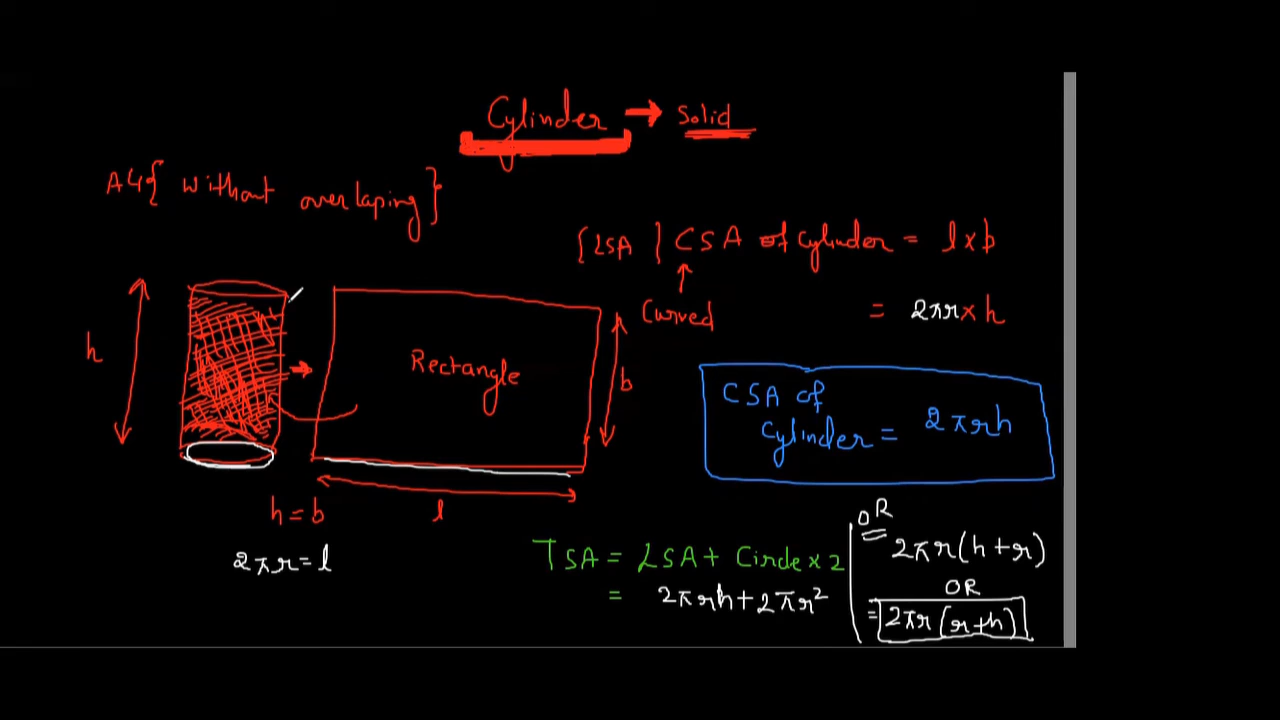 Cylinder → Solid
A4{ without overlaping}
[LSA] CSA of cylinder = l×b
Curved
= 2πr×h
h
Rectangle
b
CSA of
cylinder = 2πrh
h=b
l
2πr=l
TSA = LSA + Circle×2
= 2πrh+2πr²
OR
2πr(h+r)
OR
= 2πr(r+h)